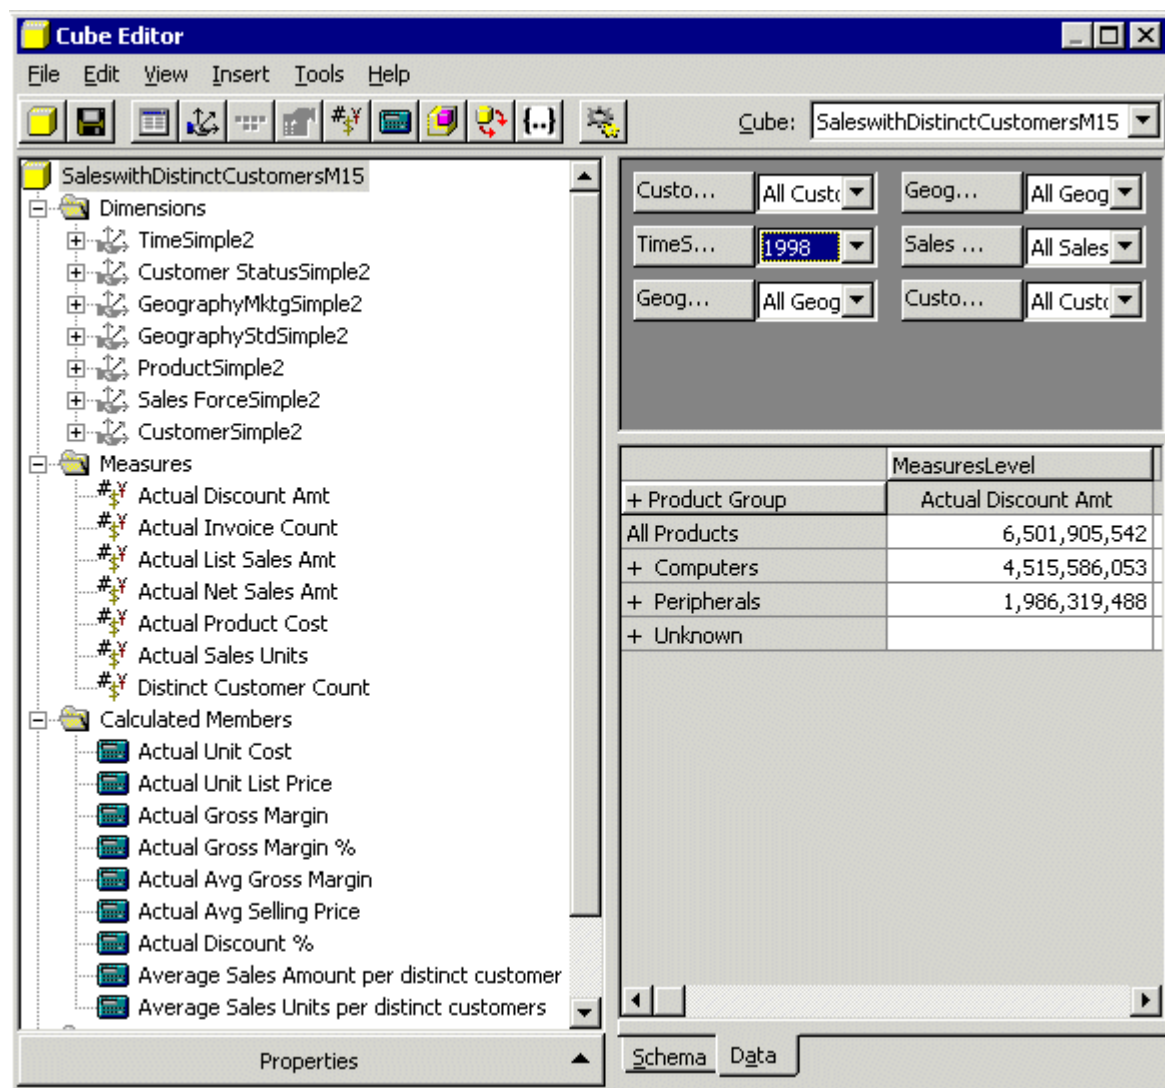 Cube Editor
File Edit View Insert Tools Help
Cube: SaleswithDistinctCustomersM15
SaleswithDistinctCustomersM15
Dimensions
TimeSimple2
Customer StatusSimple2
GeographyMktgSimple2
GeographyStdSimple2
ProductSimple2
Sales ForceSimple2
CustomerSimple2
Measures
Actual Discount Amt
Actual Invoice Count
Actual List Sales Amt
Actual Net Sales Amt
Actual Product Cost
Actual Sales Units
Distinct Customer Count
Calculated Members
Actual Unit Cost
Actual Unit List Price
Actual Gross Margin
Actual Gross Margin %
Actual Avg Gross Margin
Actual Avg Selling Price
Actual Discount %
Average Sales Amount per distinct customer
Average Sales Units per distinct customers
Properties
Custo... All Custo Geog... All Geog
TimeS... 1998 Sales ... All Sales
Geog... All Geog Custo... All Custo
MeasuresLevel
+ Product Group Actual Discount Amt
All Products 6,501,905,542
+ Computers 4,515,586,053
+ Peripherals 1,986,319,488
+ Unknown
Schema Data